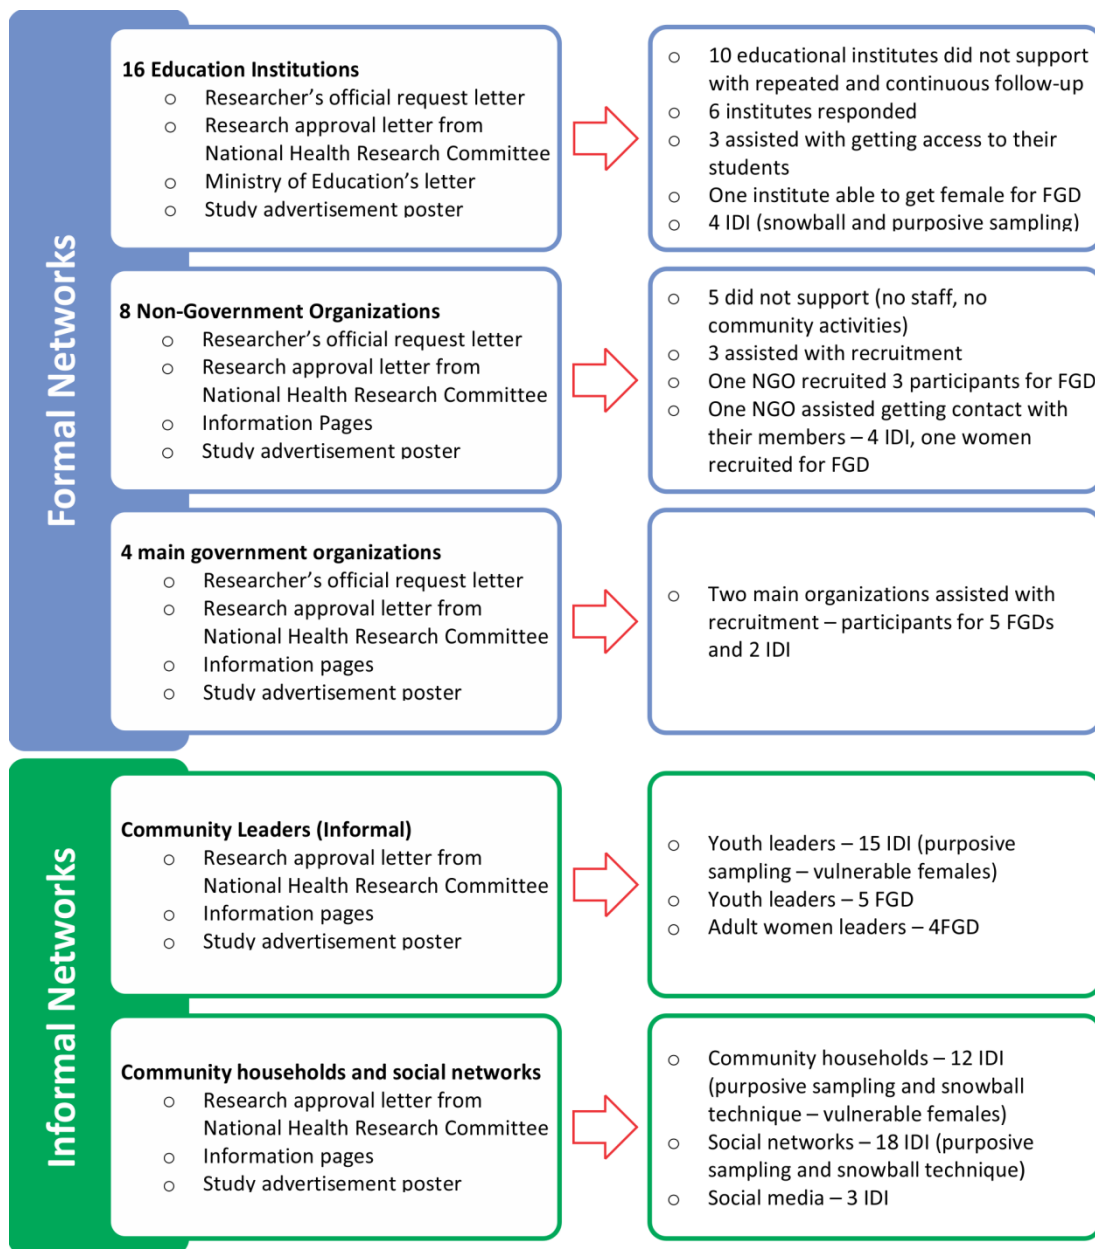 Formal Networks
16 Education Institutions
o Researcher's official request letter
o Research approval letter from
National Health Research Committee
o Ministry of Education's letter
o Study advertisement poster
o 10 educational institutes did not support
with repeated and continuous follow-up
o 6 institutes responded
o 3 assisted with getting access to their
students
o One institute able to get female for FGD
o 4 IDI (snowball and purposive sampling)
8 Non-Government Organizations
o Researcher's official request letter
o Research approval letter from
National Health Research Committee
o Information Pages
o Study advertisement poster
o 5 did not support (no staff, no
community activities)
o 3 assisted with recruitment
o One NGO recruited 3 participants for FGD
o One NGO assisted getting contact with
their members – 4 IDI, one women
recruited for FGD
4 main government organizations
o Researcher's official request letter
o Research approval letter from
National Health Research Committee
o Information pages
o Study advertisement poster
o Two main organizations assisted with
recruitment – participants for 5 FGDs
and 2 IDI
Informal Networks
Community Leaders (Informal)
o Research approval letter from
National Health Research Committee
o Information pages
o Study advertisement poster
o Youth leaders – 15 IDI (purposive
sampling – vulnerable females)
o Youth leaders – 5 FGD
o Adult women leaders – 4FGD
Community households and social networks
o Research approval letter from
National Health Research Committee
o Information pages
o Study advertisement poster
o Community households – 12 IDI
(purposive sampling and snowball
technique – vulnerable females)
o Social networks – 18 IDI (purposive
sampling and snowball technique)
o Social media – 3 IDI